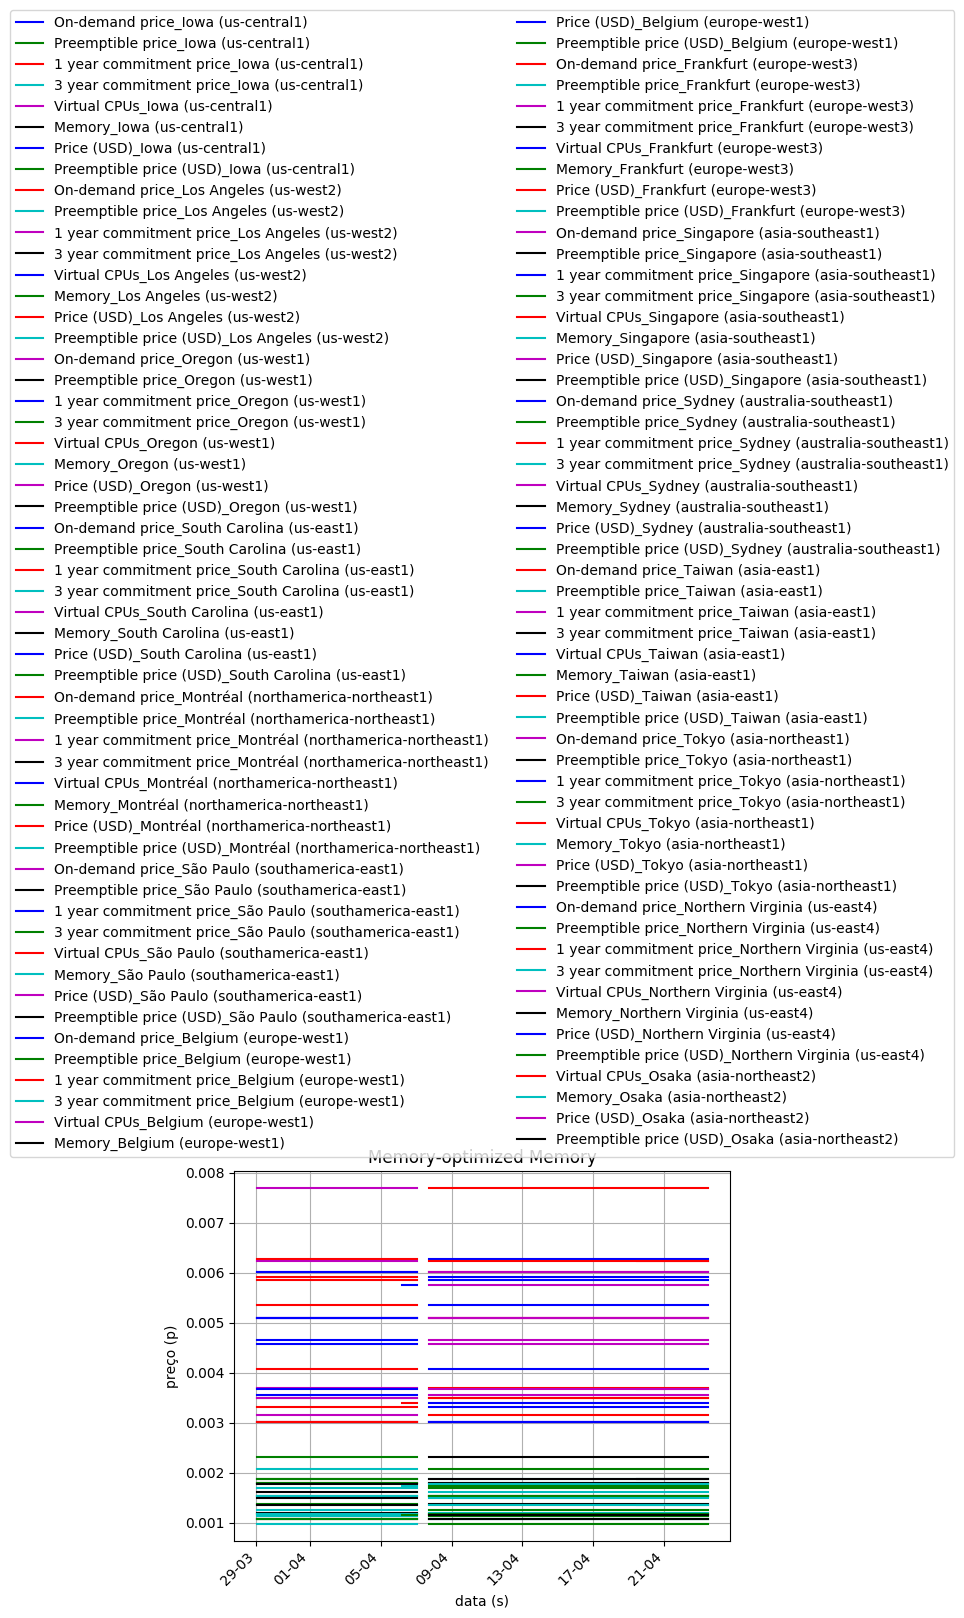 On-demand price_Iowa (us-central1)
Preemptible price_Iowa (us-central1)
1 year commitment price_Iowa (us-central1)
3 year commitment price_Iowa (us-central1)
Virtual CPUs_Iowa (us-central1)
Memory_Iowa (us-central1)
Price (USD)_Iowa (us-central1)
Preemptible price (USD)_Iowa (us-central1)
On-demand price_Los Angeles (us-west2)
Preemptible price_Los Angeles (us-west2)
1 year commitment price_Los Angeles (us-west2)
3 year commitment price_Los Angeles (us-west2)
Virtual CPUs_Los Angeles (us-west2)
Memory_Los Angeles (us-west2)
Price (USD)_Los Angeles (us-west2)
Preemptible price (USD)_Los Angeles (us-west2)
On-demand price_Oregon (us-west1)
Preemptible price_Oregon (us-west1)
1 year commitment price_Oregon (us-west1)
3 year commitment price_Oregon (us-west1)
Virtual CPUs_Oregon (us-west1)
Memory_Oregon (us-west1)
Price (USD)_Oregon (us-west1)
Preemptible price (USD)_Oregon (us-west1)
On-demand price_South Carolina (us-east1)
Preemptible price_South Carolina (us-east1)
1 year commitment price_South Carolina (us-east1)
3 year commitment price_South Carolina (us-east1)
Virtual CPUs_South Carolina (us-east1)
Memory_South Carolina (us-east1)
Price (USD)_South Carolina (us-east1)
Preemptible price (USD)_South Carolina (us-east1)
On-demand price_Montréal (northamerica-northeast1)
Preemptible price_Montréal (northamerica-northeast1)
1 year commitment price_Montréal (northamerica-northeast1)
3 year commitment price_Montréal (northamerica-northeast1)
Virtual CPUs_Montréal (northamerica-northeast1)
Memory_Montréal (northamerica-northeast1)
Price (USD)_Montréal (northamerica-northeast1)
Preemptible price (USD)_Montréal (northamerica-northeast1)
On-demand price_São Paulo (southamerica-east1)
Preemptible price_São Paulo (southamerica-east1)
1 year commitment price_São Paulo (southamerica-east1)
3 year commitment price_São Paulo (southamerica-east1)
Virtual CPUs_São Paulo (southamerica-east1)
Memory_São Paulo (southamerica-east1)
Price (USD)_São Paulo (southamerica-east1)
Preemptible price (USD)_São Paulo (southamerica-east1)
On-demand price_Belgium (europe-west1)
Preemptible price_Belgium (europe-west1)
1 year commitment price_Belgium (europe-west1)
3 year commitment price_Belgium (europe-west1)
Virtual CPUs_Belgium (europe-west1)
Memory_Belgium (europe-west1)
Price (USD)_Belgium (europe-west1)
Preemptible price (USD)_Belgium (europe-west1)
On-demand price_Frankfurt (europe-west3)
Preemptible price_Frankfurt (europe-west3)
1 year commitment price_Frankfurt (europe-west3)
3 year commitment price_Frankfurt (europe-west3)
Virtual CPUs_Frankfurt (europe-west3)
Memory_Frankfurt (europe-west3)
Price (USD)_Frankfurt (europe-west3)
Preemptible price (USD)_Frankfurt (europe-west3)
On-demand price_Singapore (asia-southeast1)
Preemptible price_Singapore (asia-southeast1)
1 year commitment price_Singapore (asia-southeast1)
3 year commitment price_Singapore (asia-southeast1)
Virtual CPUs_Singapore (asia-southeast1)
Memory_Singapore (asia-southeast1)
Price (USD)_Singapore (asia-southeast1)
Preemptible price (USD)_Singapore (asia-southeast1)
On-demand price_Sydney (australia-southeast1)
Preemptible price_Sydney (australia-southeast1)
1 year commitment price_Sydney (australia-southeast1)
3 year commitment price_Sydney (australia-southeast1)
Virtual CPUs_Sydney (australia-southeast1)
Memory_Sydney (australia-southeast1)
Price (USD)_Sydney (australia-southeast1)
Preemptible price (USD)_Sydney (australia-southeast1)
On-demand price_Taiwan (asia-east1)
Preemptible price_Taiwan (asia-east1)
1 year commitment price_Taiwan (asia-east1)
3 year commitment price_Taiwan (asia-east1)
Virtual CPUs_Taiwan (asia-east1)
Memory_Taiwan (asia-east1)
Price (USD)_Taiwan (asia-east1)
Preemptible price (USD)_Taiwan (asia-east1)
On-demand price_Tokyo (asia-northeast1)
Preemptible price_Tokyo (asia-northeast1)
1 year commitment price_Tokyo (asia-northeast1)
3 year commitment price_Tokyo (asia-northeast1)
Virtual CPUs_Tokyo (asia-northeast1)
Memory_Tokyo (asia-northeast1)
Price (USD)_Tokyo (asia-northeast1)
Preemptible price (USD)_Tokyo (asia-northeast1)
On-demand price_Northern Virginia (us-east4)
Preemptible price_Northern Virginia (us-east4)
1 year commitment price_Northern Virginia (us-east4)
3 year commitment price_Northern Virginia (us-east4)
Virtual CPUs_Northern Virginia (us-east4)
Memory_Northern Virginia (us-east4)
Price (USD)_Northern Virginia (us-east4)
Preemptible price (USD)_Northern Virginia (us-east4)
Virtual CPUs_Osaka (asia-northeast2)
Memory_Osaka (asia-northeast2)
Price (USD)_Osaka (asia-northeast2)
Preemptible price (USD)_Osaka (asia-northeast2)
Memory-optimized Memory
0.008
0.007
0.006
0.005
0.004
0.003
0.002
0.001
preço (p)
29-03
01-04
05-04
09-04
13-04
17-04
21-04
data (s)